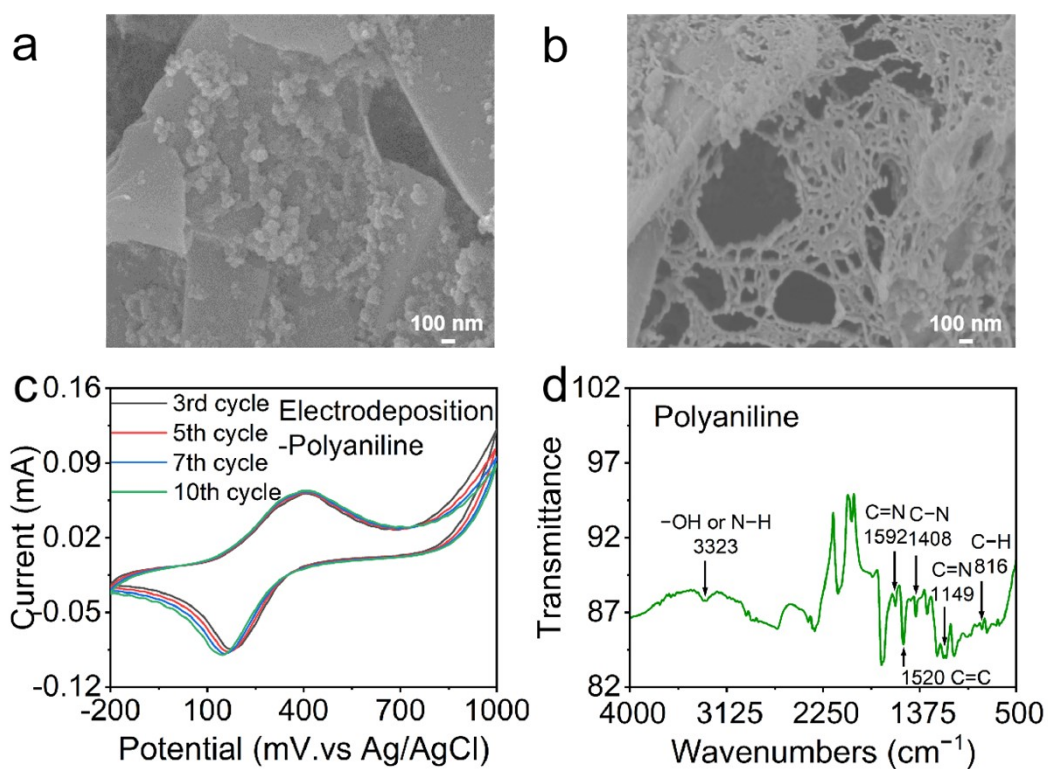 a
100 nm
b
100 nm
c
0.16
0.09
0.02
-0.05
-0.12
Current (mA)
3rd cycle
5th cycle
7th cycle
10th cycle
Electrodeposition
-Polyaniline
-200
100
400
700
1000
Potential (mV.vs Ag/AgCl)
d
102
97
92
87
82
Transmittance
Polyaniline
−OH or N−H
3323
C=N
1592
C−N
1408
C=N
1149
C−H
816
1520 C=C
4000
3125
2250
1375
500
Wavenumbers (cm⁻¹)